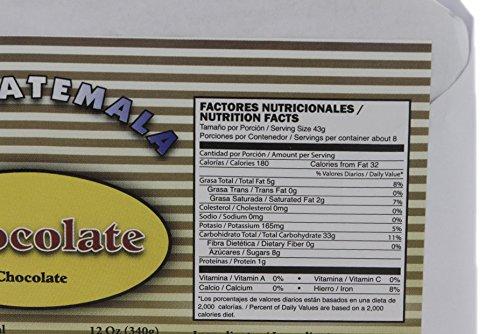 ATEMALA
ocolate
Chocolate
12 Oz (340g)
FACTORES NUTRICIONALES /
NUTRITION FACTS
Tamaño por Porción / Serving Size 43g
Porciones por Contenedor / Servings per container about 8
Cantidad por Porción / Amount per Serving
Calorías / Calories 180 Calories from Fat 32
% Valores Diarios / Daily Value*
Grasa Total / Total Fat 5g 8%
Grasa Trans / Trans Fat 0g 0%
Grasa Saturada / Saturated Fat 2g 7%
Colesterol / Cholesterol 0mg 0%
Sodio / Sodium 0mg 0%
Potasio / Potassium 165mg 5%
Carbohidrato Total / Total Carbohydrate 33g 11%
Fibra Dietética / Dietary Fiber 0g 0%
Azúcares / Sugars 8g
Proteínas / Protein 1g
Vitamina / Vitamin A 0% • Vitamina / Vitamin C 0%
Calcio / Calcium 0% • Hierro / Iron 8%
*Los porcentajes de valores diarios están basados en una dieta de
2,000 calorías. / Percent of Daily Values are based on a 2,000
calories diet.